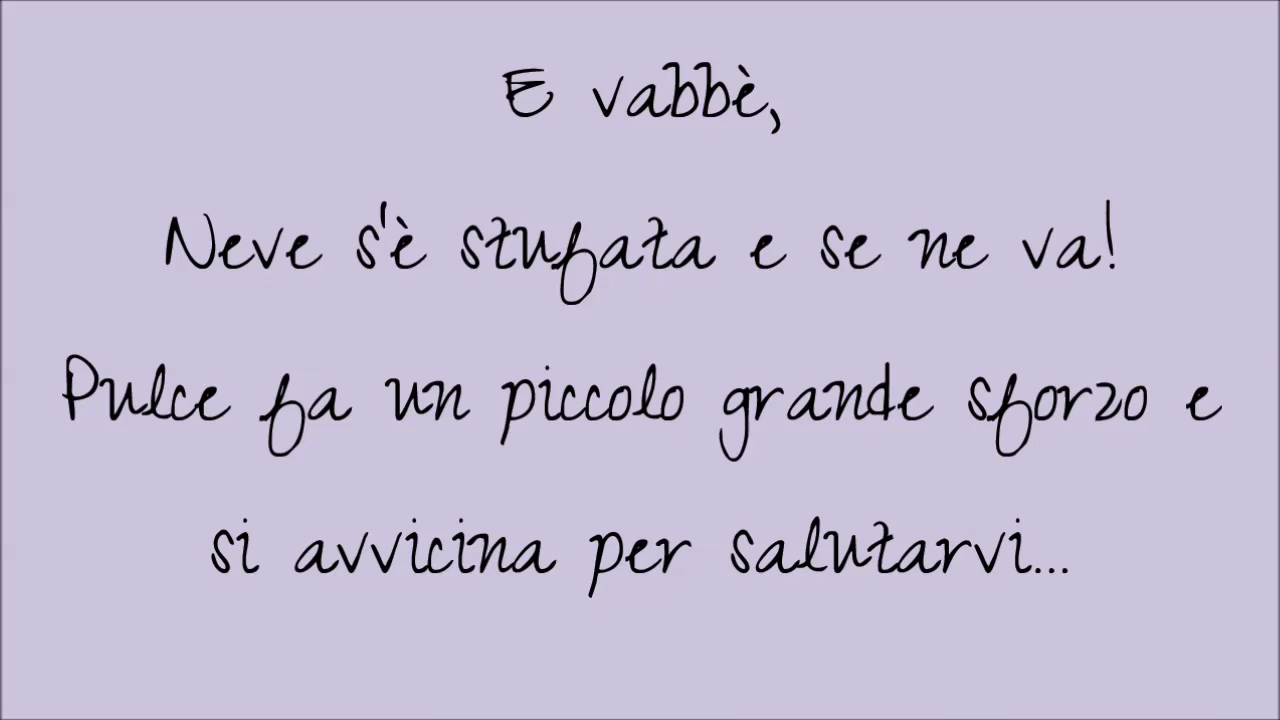 E vabbè,
Neve s'è stufata e se ne va!
Pulce fa un piccolo grande sforzo e
si avvicina per salutarvi...